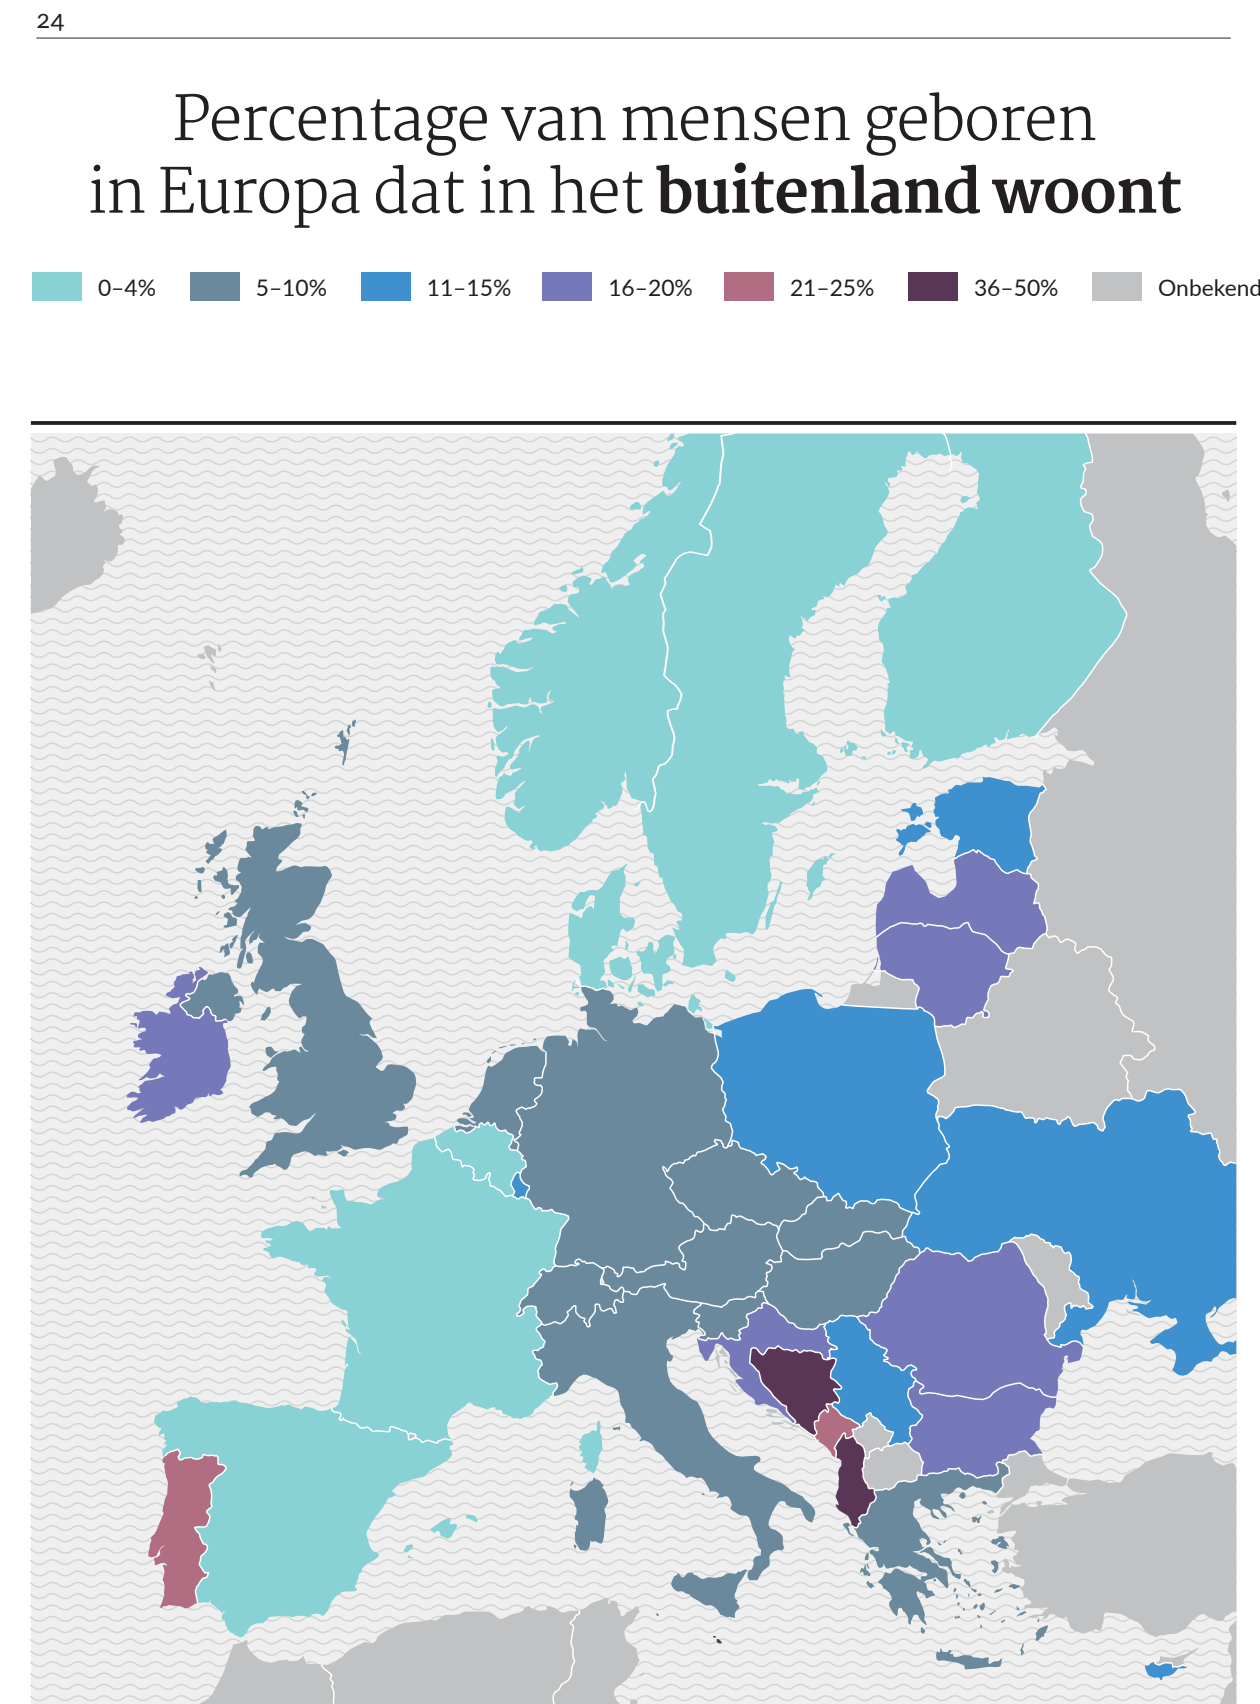 24
Percentage van mensen geboren
in Europa dat in het buitenland woont
0–4% 5–10% 11–15% 16–20% 21–25% 36–50% Onbekend